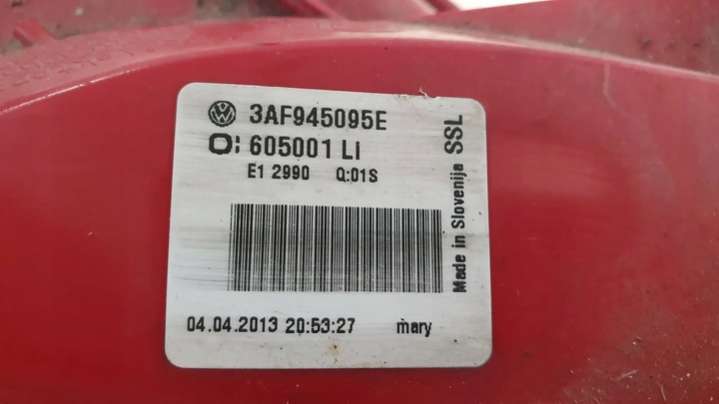 3AF945095E
O: 605001 LI
E1 2990 Q:01S
04.04.2013 20:53:27 mary
Made in Slovenija SSL